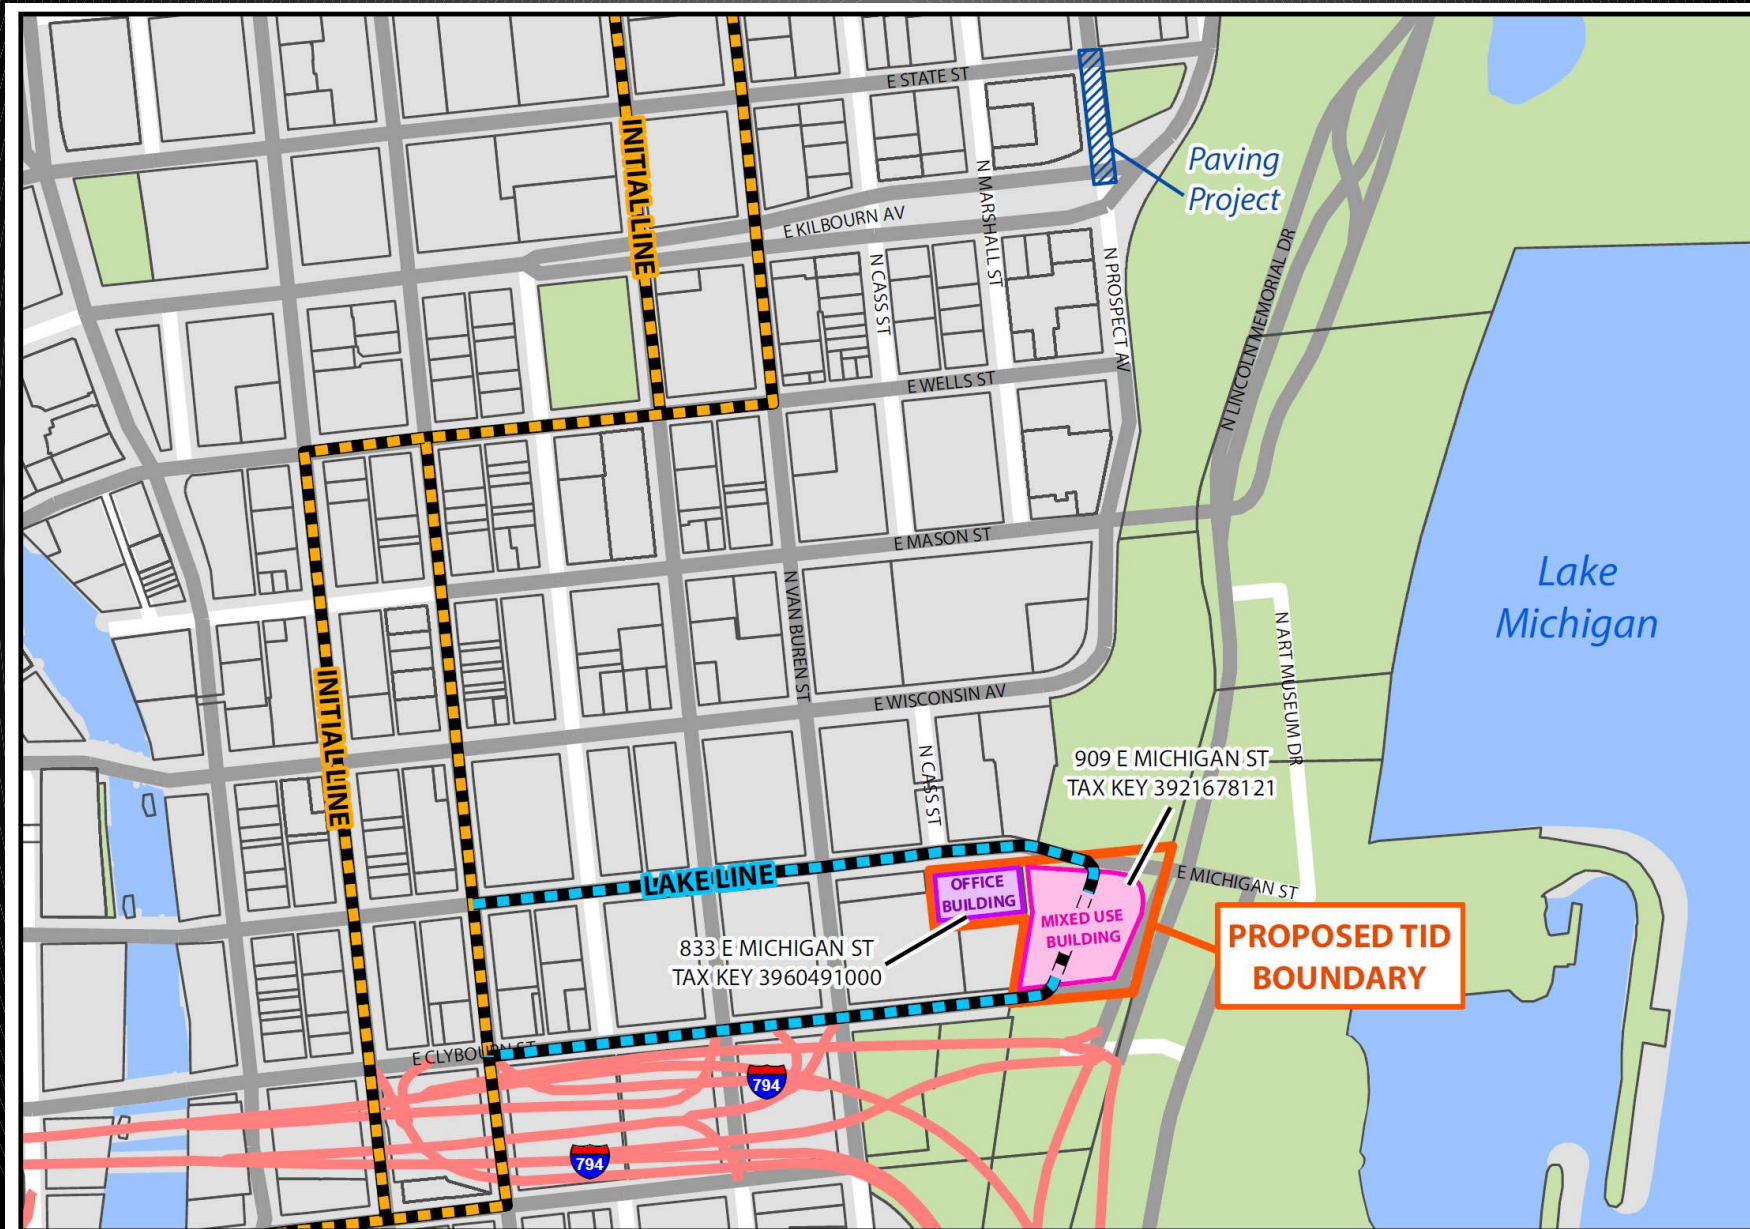 E STATE ST
INITIAL LINE
Paving
Project
N MARSHALL ST
E KILBOURN AV
N CASS ST
N PROSPECT AV
N LINCOLN MEMORIAL DR
E WELLS ST
E MASON ST
Lake
Michigan
N VAN BUREN ST
N ART MUSEUM DR
INITIAL LINE
E WISCONSIN AV
N CASS ST
909 E MICHIGAN ST
TAX KEY 3921678121
LAKE LINE
OFFICE
BUILDING
E MICHIGAN ST
MIXED USE
BUILDING
833 E MICHIGAN ST
TAX KEY 3960491000
PROPOSED TID
BOUNDARY
E CLYBOURN ST
794
794